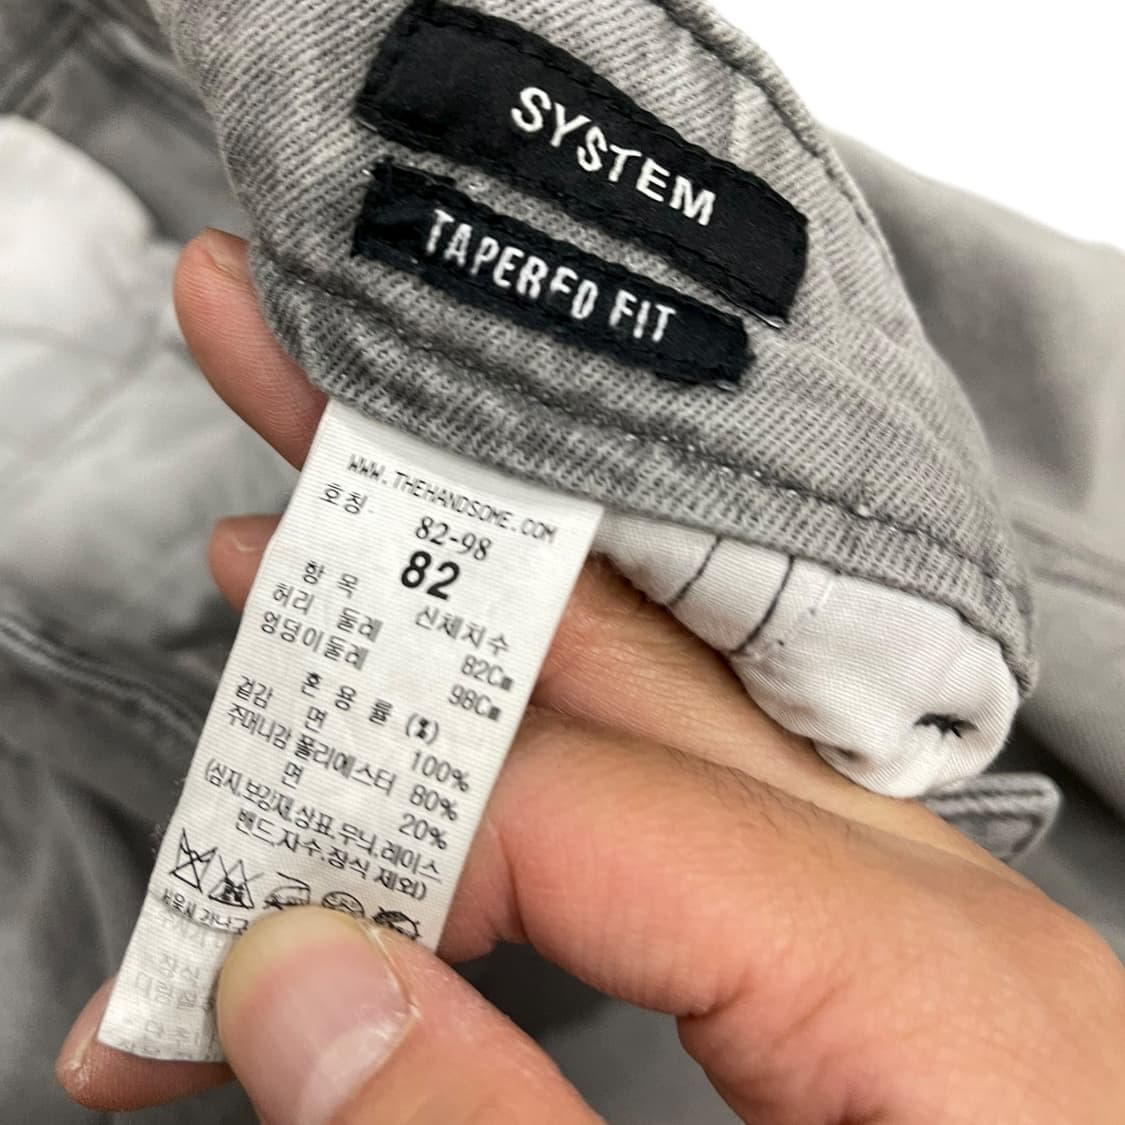 SYSTEM
TAPERED FIT
WWW.THEHANDSOME.COM
호칭.
82-98
82
항 목 신체치수
허리 둘레 82Cm
엉덩이둘레 98Cm
혼 용 률 (%)
겉감 면 100%
주머니감 폴리에스터 80%
면 20%
(심지,보강재,상표,무늬,레이스
밴드,자수,장식 제외)